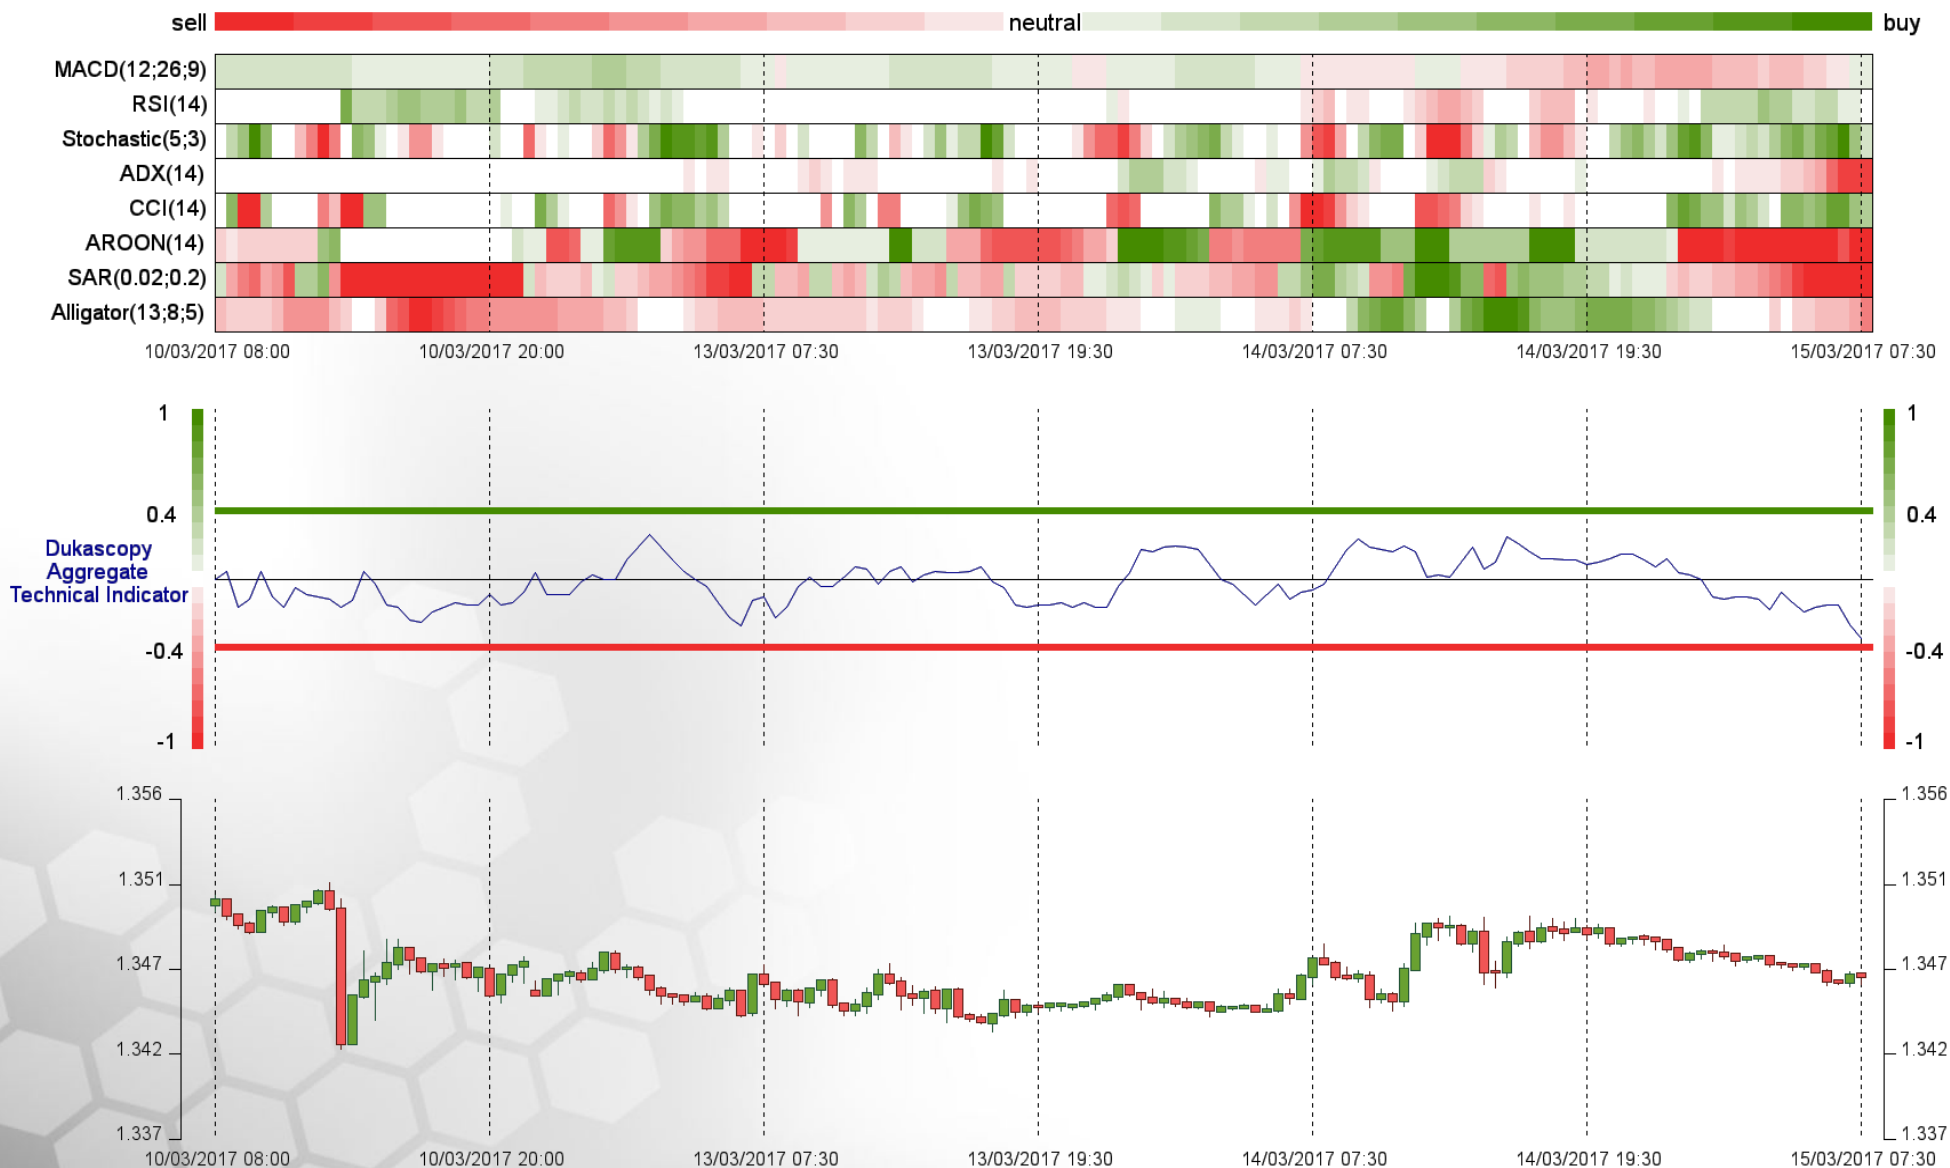 sell neutral buy
MACD(12;26;9)
RSI(14)
Stochastic(5;3)
ADX(14)
CCI(14)
AROON(14)
SAR(0.02;0.2)
Alligator(13;8;5)
10/03/2017 08:00 10/03/2017 20:00 13/03/2017 07:30 13/03/2017 19:30 14/03/2017 07:30 14/03/2017 19:30 15/03/2017 07:30
1 1
0.4 0.4
Dukascopy
Aggregate
Technical Indicator
-0.4 -0.4
-1 -1
1.356 1.356
1.351 1.351
1.347 1.347
1.342 1.342
1.337 1.337
10/03/2017 08:00 10/03/2017 20:00 13/03/2017 07:30 13/03/2017 19:30 14/03/2017 07:30 14/03/2017 19:30 15/03/2017 07:30